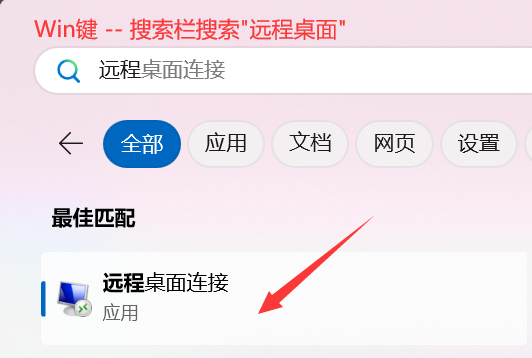 Win键 -- 搜索栏搜索"远程桌面"
远程桌面连接
全部 应用 文档 网页 设置
最佳匹配
远程桌面连接
应用